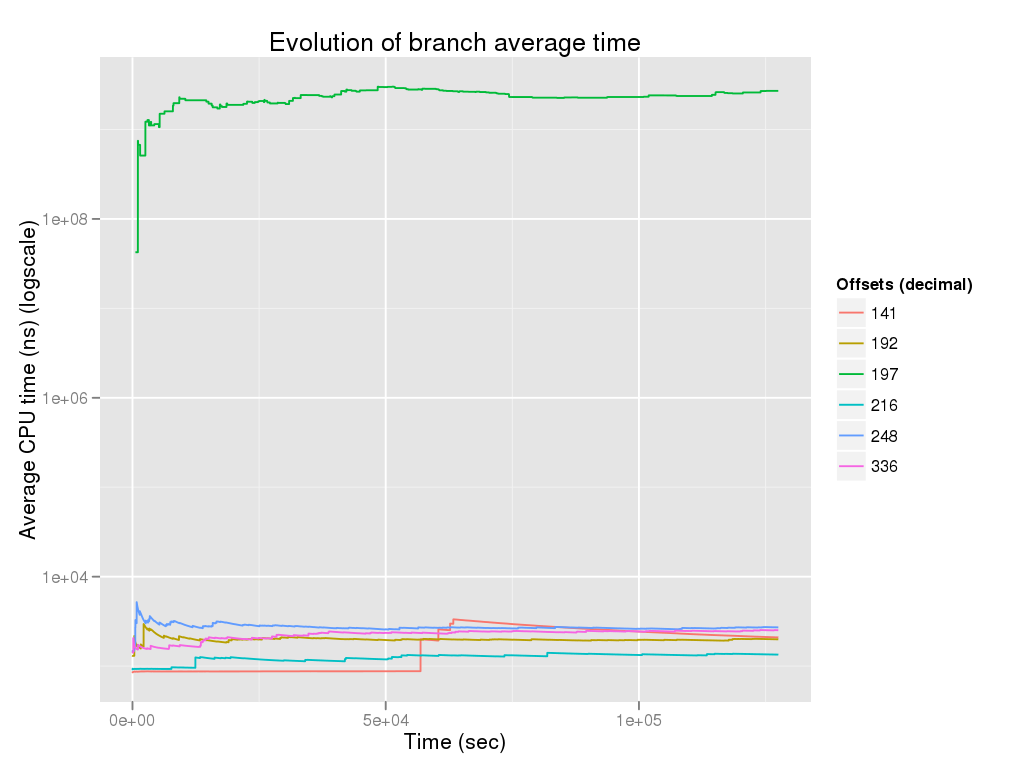 Evolution of branch average time
Average CPU time (ns) (logscale)
1e+08
1e+06
1e+04
0e+00
5e+04
1e+05
Time (sec)
Offsets (decimal)
141
192
197
216
248
336